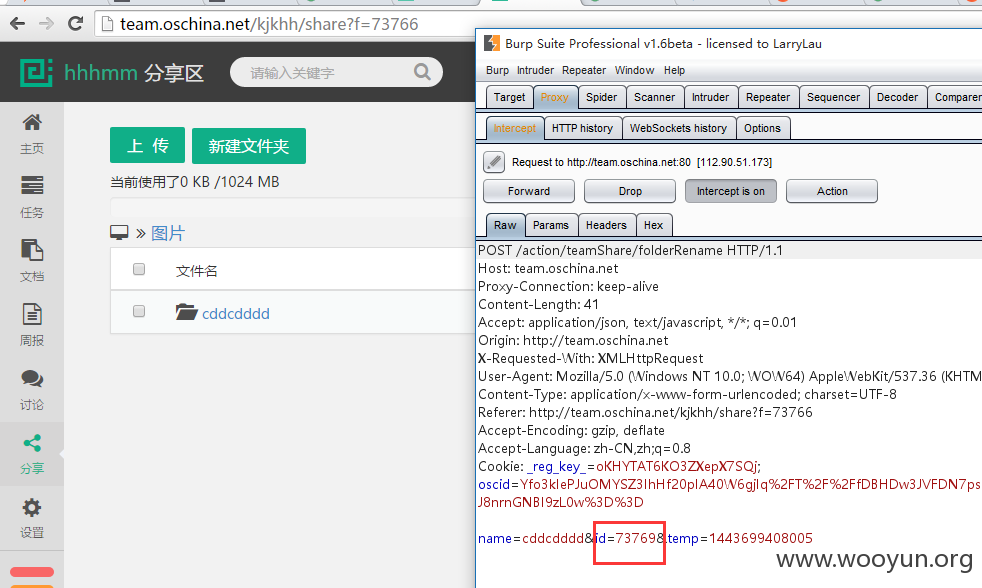 team.oschina.net/kjkhh/share?f=73766
hhhmm 分享区
请输入关键字
主页
任务
文档
周报
讨论
分享
设置
上 传
新建文件夹
当前使用了0 KB /1024 MB
» 图片
文件名
cddcdddd
Burp Suite Professional v1.6beta - licensed to LarryLau
Burp Intruder Repeater Window Help
Target Proxy Spider Scanner Intruder Repeater Sequencer Decoder Comparer
Intercept HTTP history WebSockets history Options
Request to http://team.oschina.net:80 [112.90.51.173]
Forward Drop Intercept is on Action
Raw Params Headers Hex
POST /action/teamShare/folderRename HTTP/1.1
Host: team.oschina.net
Proxy-Connection: keep-alive
Content-Length: 41
Accept: application/json, text/javascript, */*; q=0.01
Origin: http://team.oschina.net
X-Requested-With: XMLHttpRequest
User-Agent: Mozilla/5.0 (Windows NT 10.0; WOW64) AppleWebKit/537.36 (KHTM
Content-Type: application/x-www-form-urlencoded; charset=UTF-8
Referer: http://team.oschina.net/kjkhh/share?f=73766
Accept-Encoding: gzip, deflate
Accept-Language: zh-CN,zh;q=0.8
Cookie: _reg_key_=oKHYTAT6KO3ZXepX7SQj;
J8nrnGNBI9zL0w%3D%3D
name=cddcdddd&id=73769&temp=1443699408005
www.wooyun.org